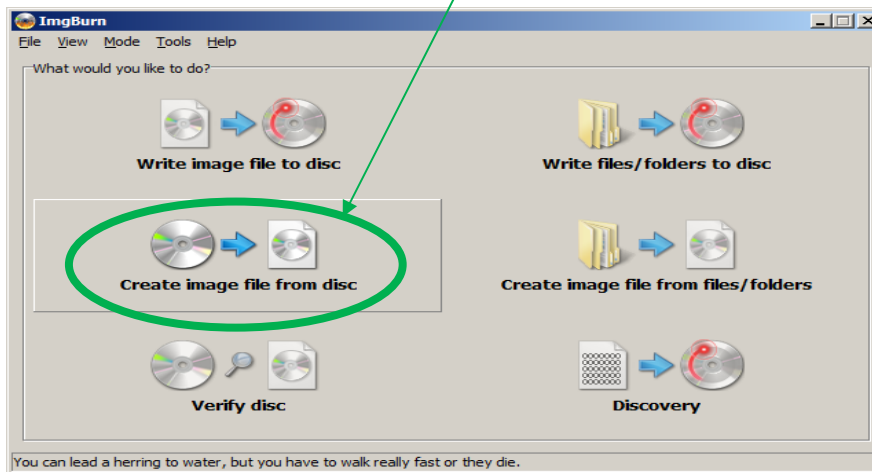 ImgBurn
File View Mode Tools Help
What would you like to do?
Write image file to disc
Write files/folders to disc
Create image file from disc
Create image file from files/folders
Verify disc
Discovery
You can lead a herring to water, but you have to walk really fast or they die.